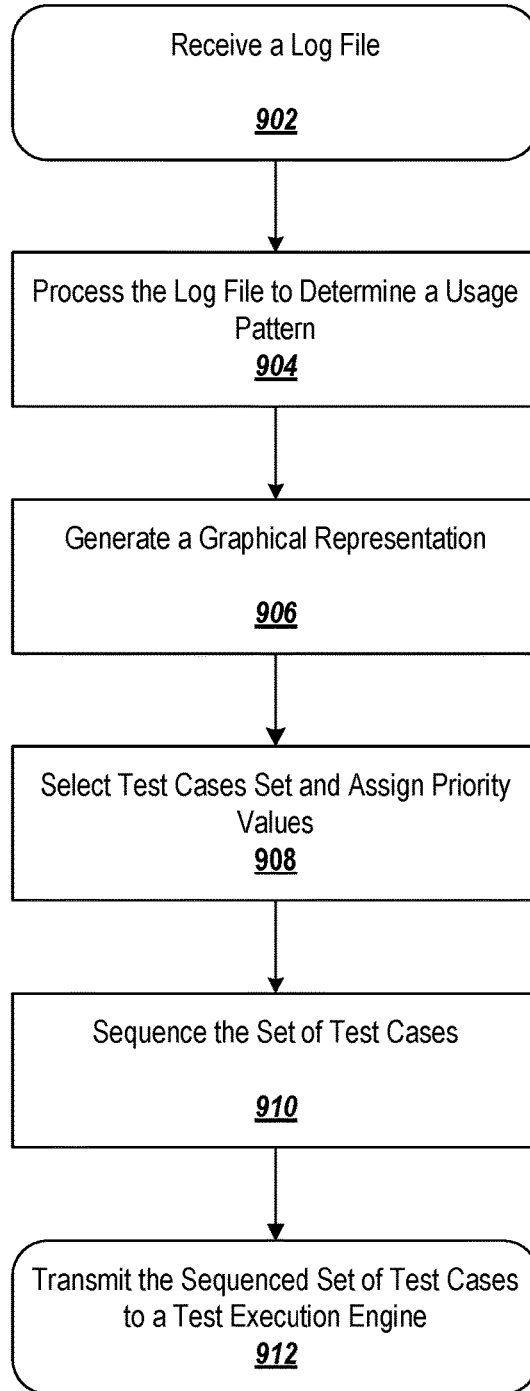 Receive a Log File
902
Process the Log File to Determine a Usage
Pattern
904
Generate a Graphical Representation
906
Select Test Cases Set and Assign Priority
Values
908
Sequence the Set of Test Cases
910
Transmit the Sequenced Set of Test Cases
to a Test Execution Engine
912